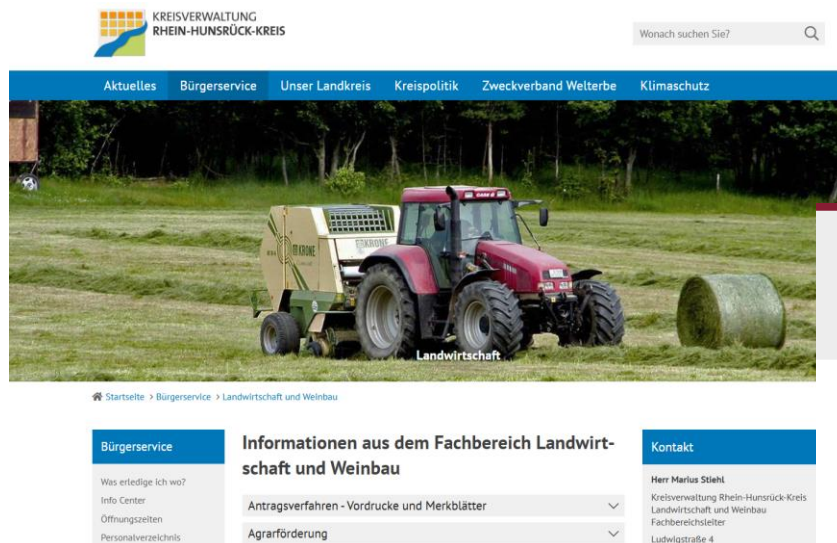 KREISVERWALTUNG
RHEIN-HUNSRÜCK-KREIS
Wonach suchen Sie?
Aktuelles Bürgerservice Unser Landkreis Kreispolitik Zweckverband Welterbe Klimaschutz
CASE
KRONE
KRONE
Landwirtschaft
Startseite > Bürgerservice > Landwirtschaft und Weinbau
Bürgerservice
Was erledige ich wo?
Info Center
Öffnungszeiten
Personalverzeichnis
Informationen aus dem Fachbereich Landwirt-
schaft und Weinbau
Antragsverfahren - Vordrucke und Merkblätter
Agrarförderung
Kontakt
Herr Marius Stiehl
Kreisverwaltung Rhein-Hunsrück-Kreis
Landwirtschaft und Weinbau
Fachbereichsleiter
Ludwigstraße 4